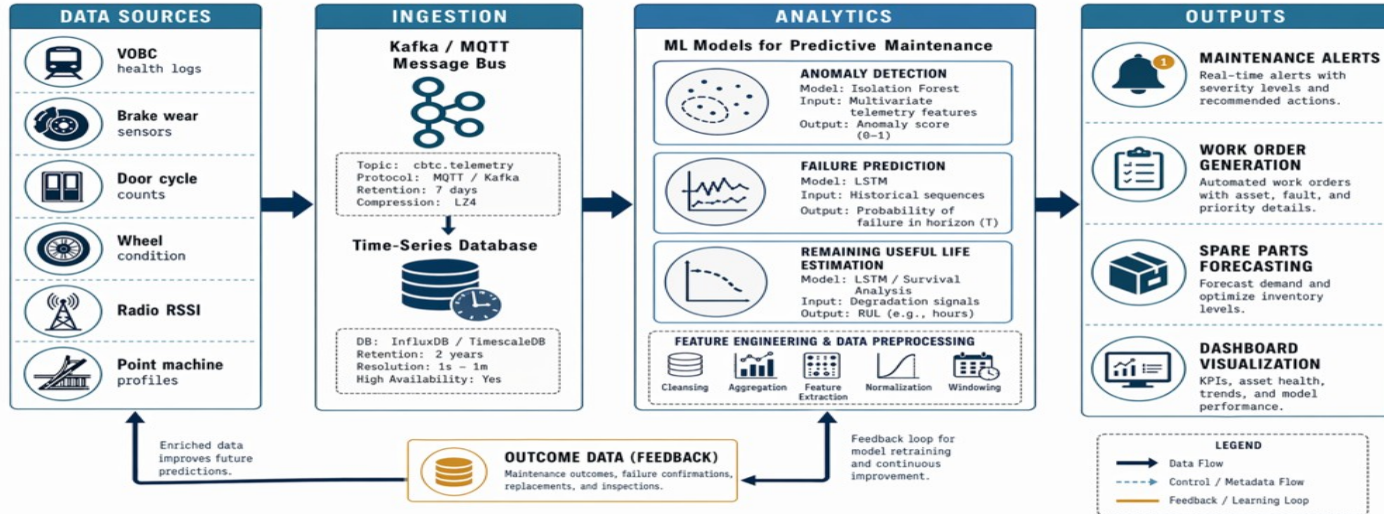 DATA SOURCES
VOBC
health logs
Brake wear
sensors
Door cycle
counts
Wheel
condition
Radio RSSI
Point machine
profiles
INGESTION
Kafka / MQTT
Message Bus
Topic: cbtc.telemetry
Protocol: MQTT / Kafka
Retention: 7 days
Compression: LZ4
Time-Series Database
DB: InfluxDB / TimescaleDB
Retention: 2 years
Resolution: 1s – 1m
High Availability: Yes
ANALYTICS
ML Models for Predictive Maintenance
ANOMALY DETECTION
Model: Isolation Forest
Input: Multivariate
telemetry features
Output: Anomaly score
(0–1)
FAILURE PREDICTION
Model: LSTM
Input: Historical sequences
Output: Probability of
failure in horizon (T)
REMAINING USEFUL LIFE
ESTIMATION
Model: LSTM / Survival
Analysis
Input: Degradation signals
Output: RUL (e.g., hours)
FEATURE ENGINEERING & DATA PREPROCESSING
Cleansing
Aggregation
Feature
Extraction
Normalization
Windowing
OUTPUTS
1
MAINTENANCE ALERTS
Real-time alerts with
severity levels and
recommended actions.
WORK ORDER
GENERATION
Automated work orders
with asset, fault, and
priority details.
SPARE PARTS
FORECASTING
Forecast demand and
optimize inventory
levels.
DASHBOARD
VISUALIZATION
KPIs, asset health,
trends, and model
performance.
Enriched data
improves future
predictions.
OUTCOME DATA (FEEDBACK)
Maintenance outcomes, failure confirmations,
replacements, and inspections.
Feedback loop for
model retraining
and continuous
improvement.
LEGEND
Data Flow
Control / Metadata Flow
Feedback / Learning Loop